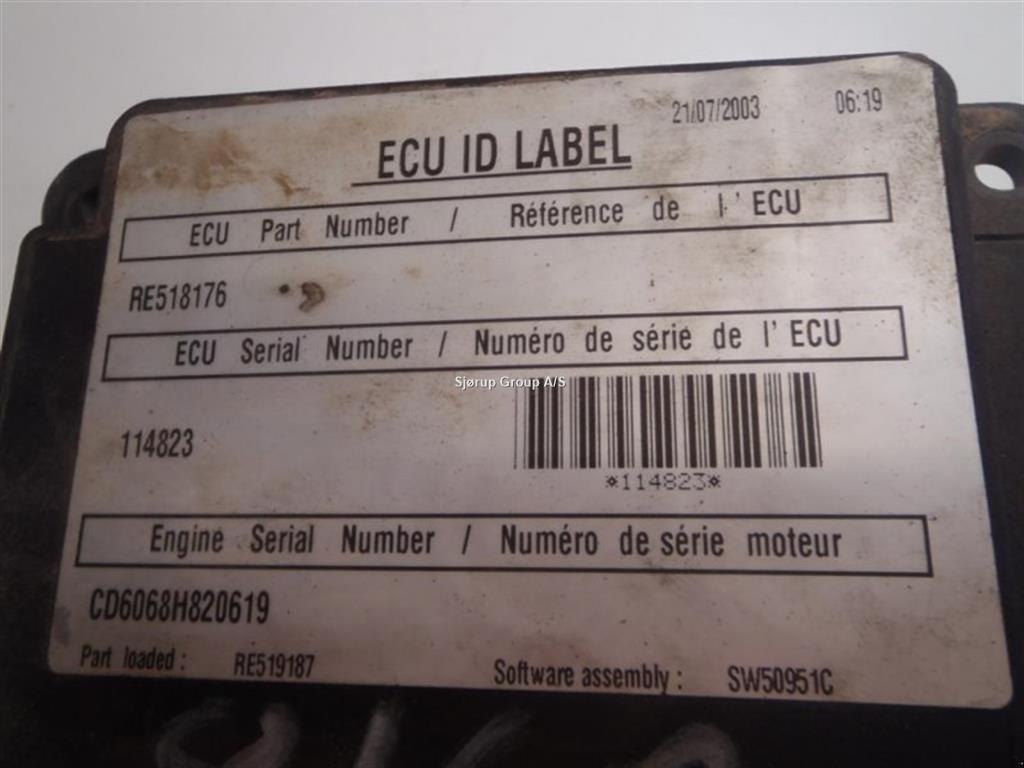 21/07/2003 06:19
ECU ID LABEL
ECU Part Number / Référence de l'ECU
RE518176
ECU Serial Number / Numéro de série de l'ECU
Sjørup Group A/S
114823
*114823*
Engine Serial Number / Numéro de série moteur
CD6068H820619
Part loaded : RE519187 Software assembly : SW50951C